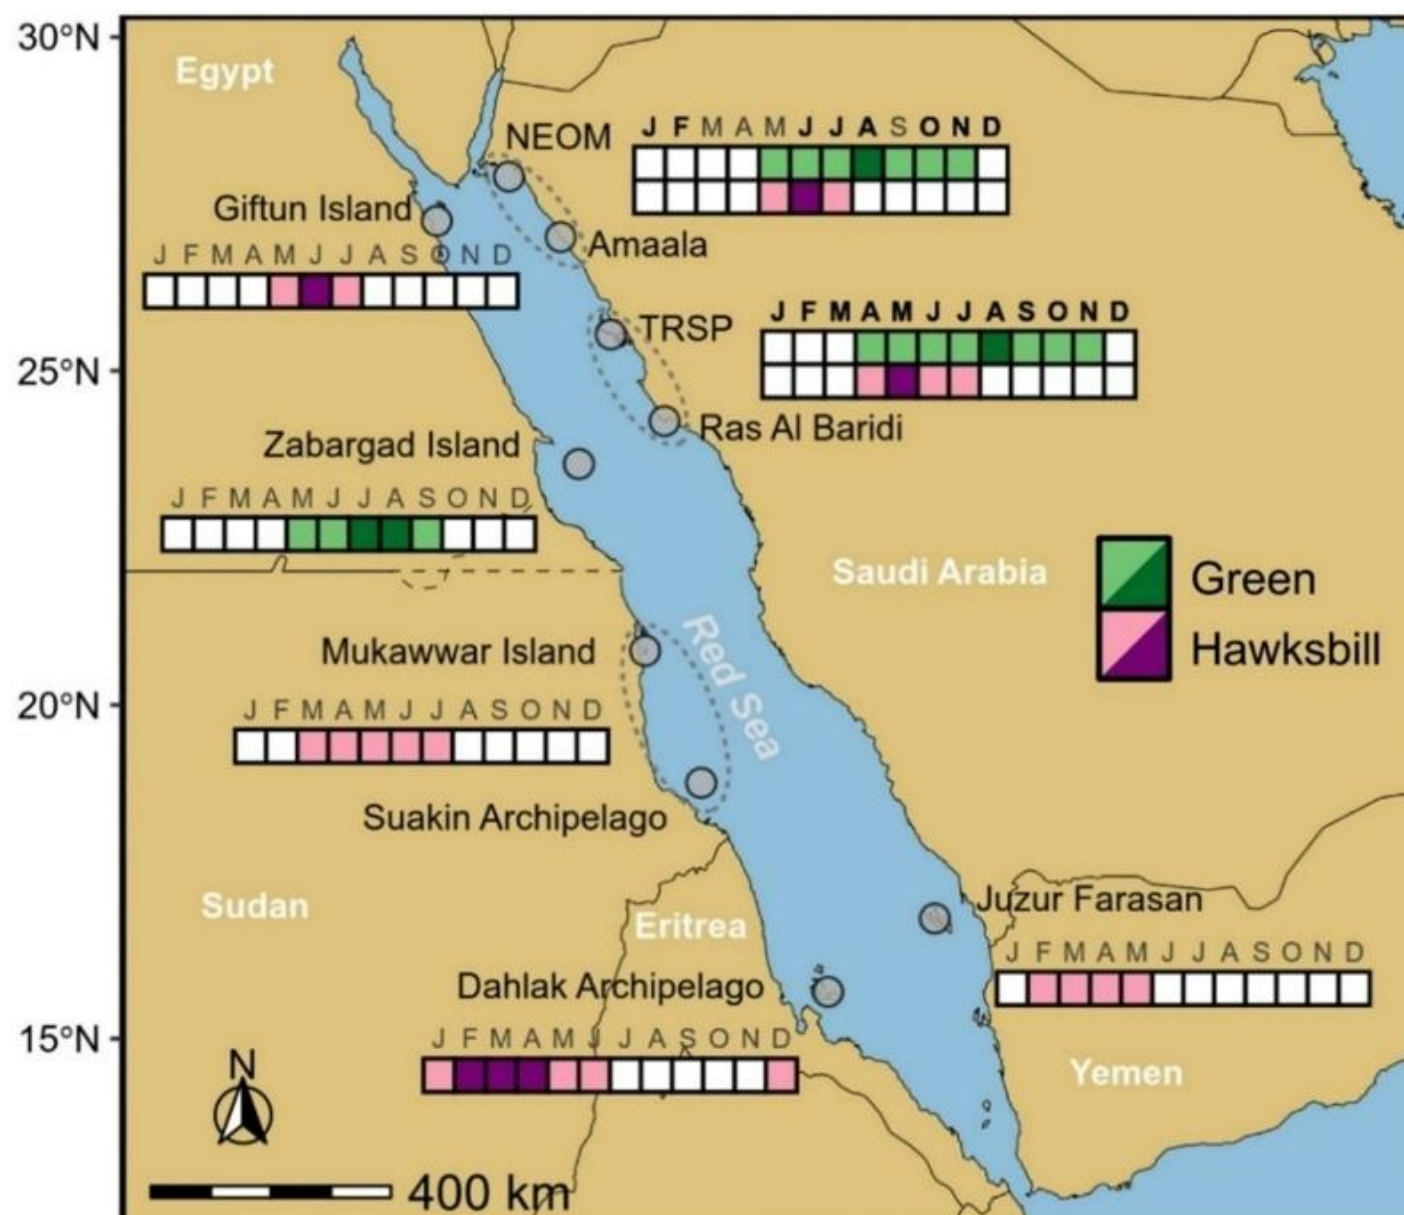 30°N
Egypt
NEOM
J F M A M J J A S O N D
Giftun Island
Amaala
J F M A M J J A S O N D
TRSP
J F M A M J J A S O N D
25°N
Ras Al Baridi
Zabargad Island
J F M A M J J A S O N D
Saudi Arabia
Green
Hawksbill
Red Sea
Mukawwar Island
20°N
J F M A M J J A S O N D
Suakin Archipelago
Sudan
Eritrea
Juzur Farasan
J F M A M J J A S O N D
Dahlak Archipelago
15°N
J F M A M J J A S O N D
Yemen
N
400 km